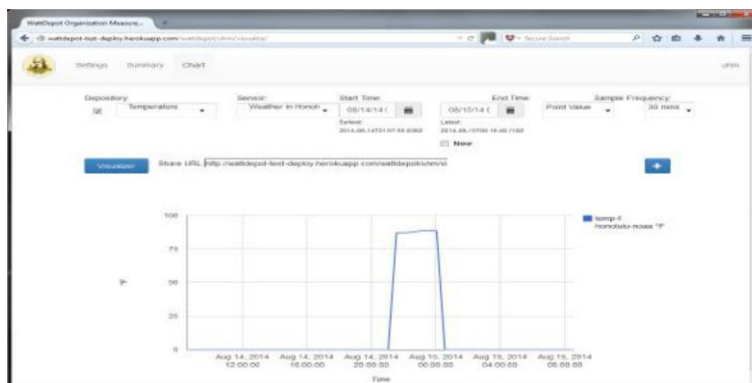 WattDepot Organization Measure...
wattdepot-test-deploy.herokuapp.com/wattdepot/uhm/visualize/
Secure Search
Settings Summary Chart uhm
Depository: Sensor: Start Time: End Time: Sample Frequency:
Temperature Weather in Honolu 08/14/14 08/15/14 Point Value 30 mins
Earliest: Latest:
Now
Visualize! Share URL http://wattdepot-test-deploy.herokuapp.com/wattdepot/uhm/vi +
100
75
50
25
0
°F
temp-f
honolulu-noaa °F
Aug 14, 2014 Aug 14, 2014 Aug 14, 2014 Aug 15, 2014 Aug 15, 2014 Aug 15, 2014
12:00:00 16:00:00 20:00:00 00:00:00 04:00:00 08:00:00
Time